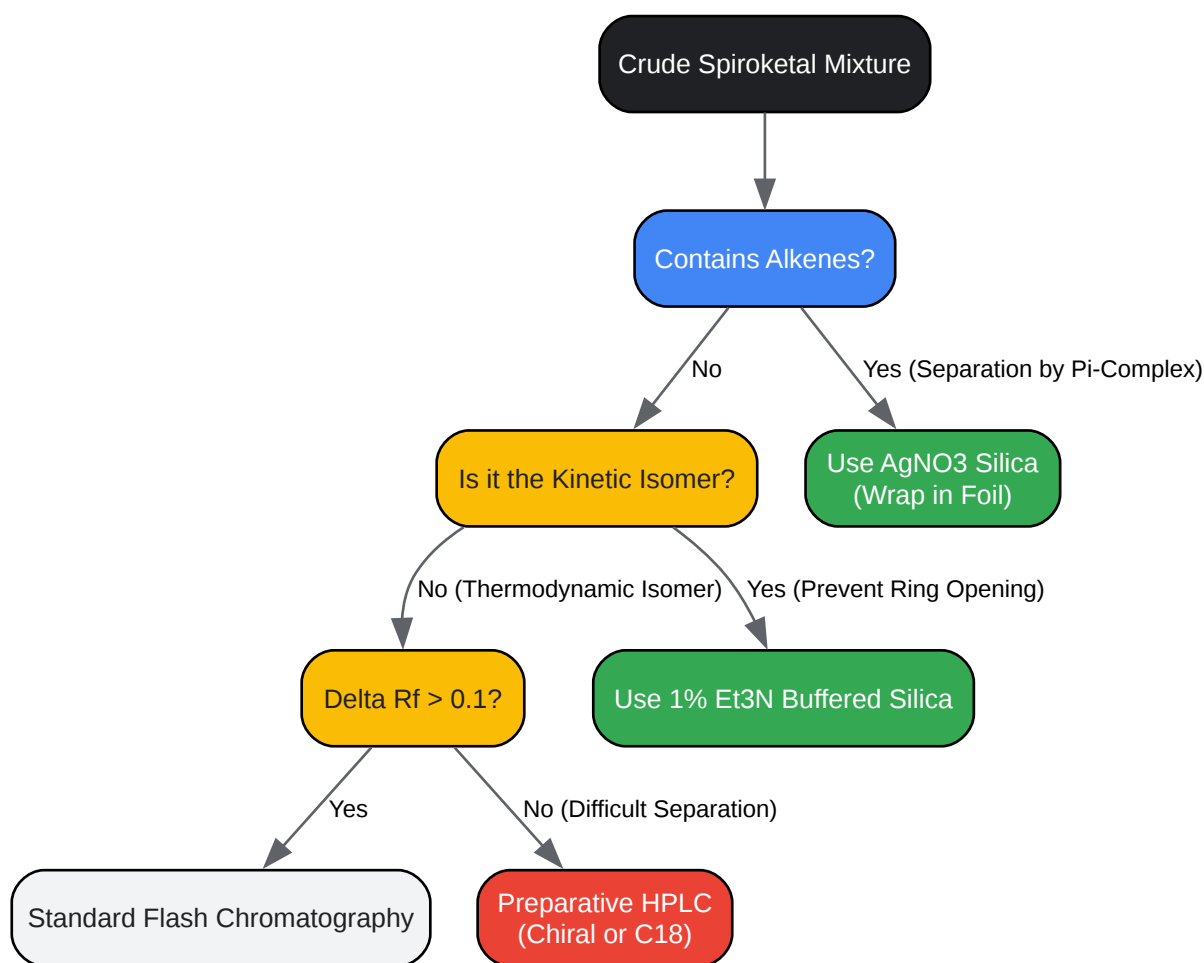 Crude Spiroketal Mixture
Contains Alkenes?
No
Yes (Separation by Pi-Complex)
Is it the Kinetic Isomer?
Use AgNO3 Silica
(Wrap in Foil)
No (Thermodynamic Isomer)
Yes (Prevent Ring Opening)
Delta Rf > 0.1?
Use 1% Et3N Buffered Silica
Yes
No (Difficult Separation)
Standard Flash Chromatography
Preparative HPLC
(Chiral or C18)